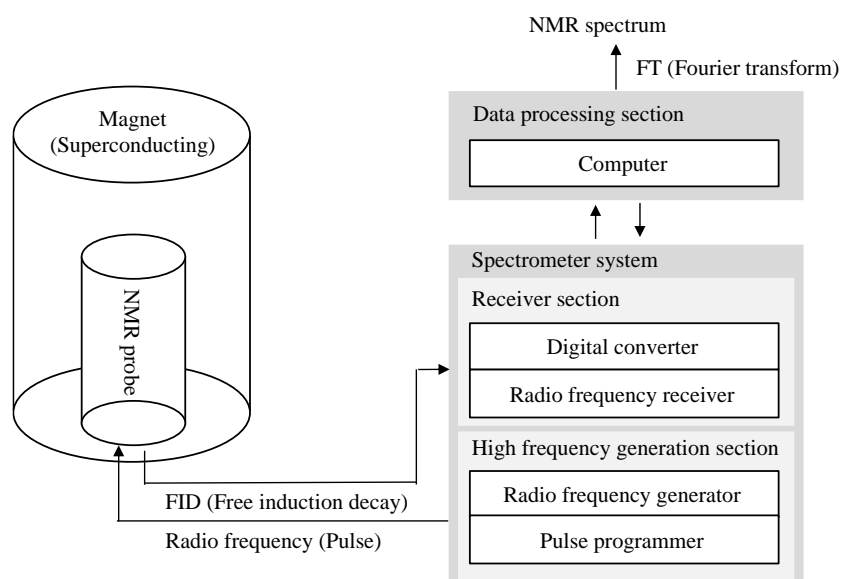 NMR spectrum
FT (Fourier transform)
Magnet
(Superconducting)
NMR probe
Data processing section
Computer
Spectrometer system
Receiver section
Digital converter
Radio frequency receiver
High frequency generation section
Radio frequency generator
Pulse programmer
FID (Free induction decay)
Radio frequency (Pulse)